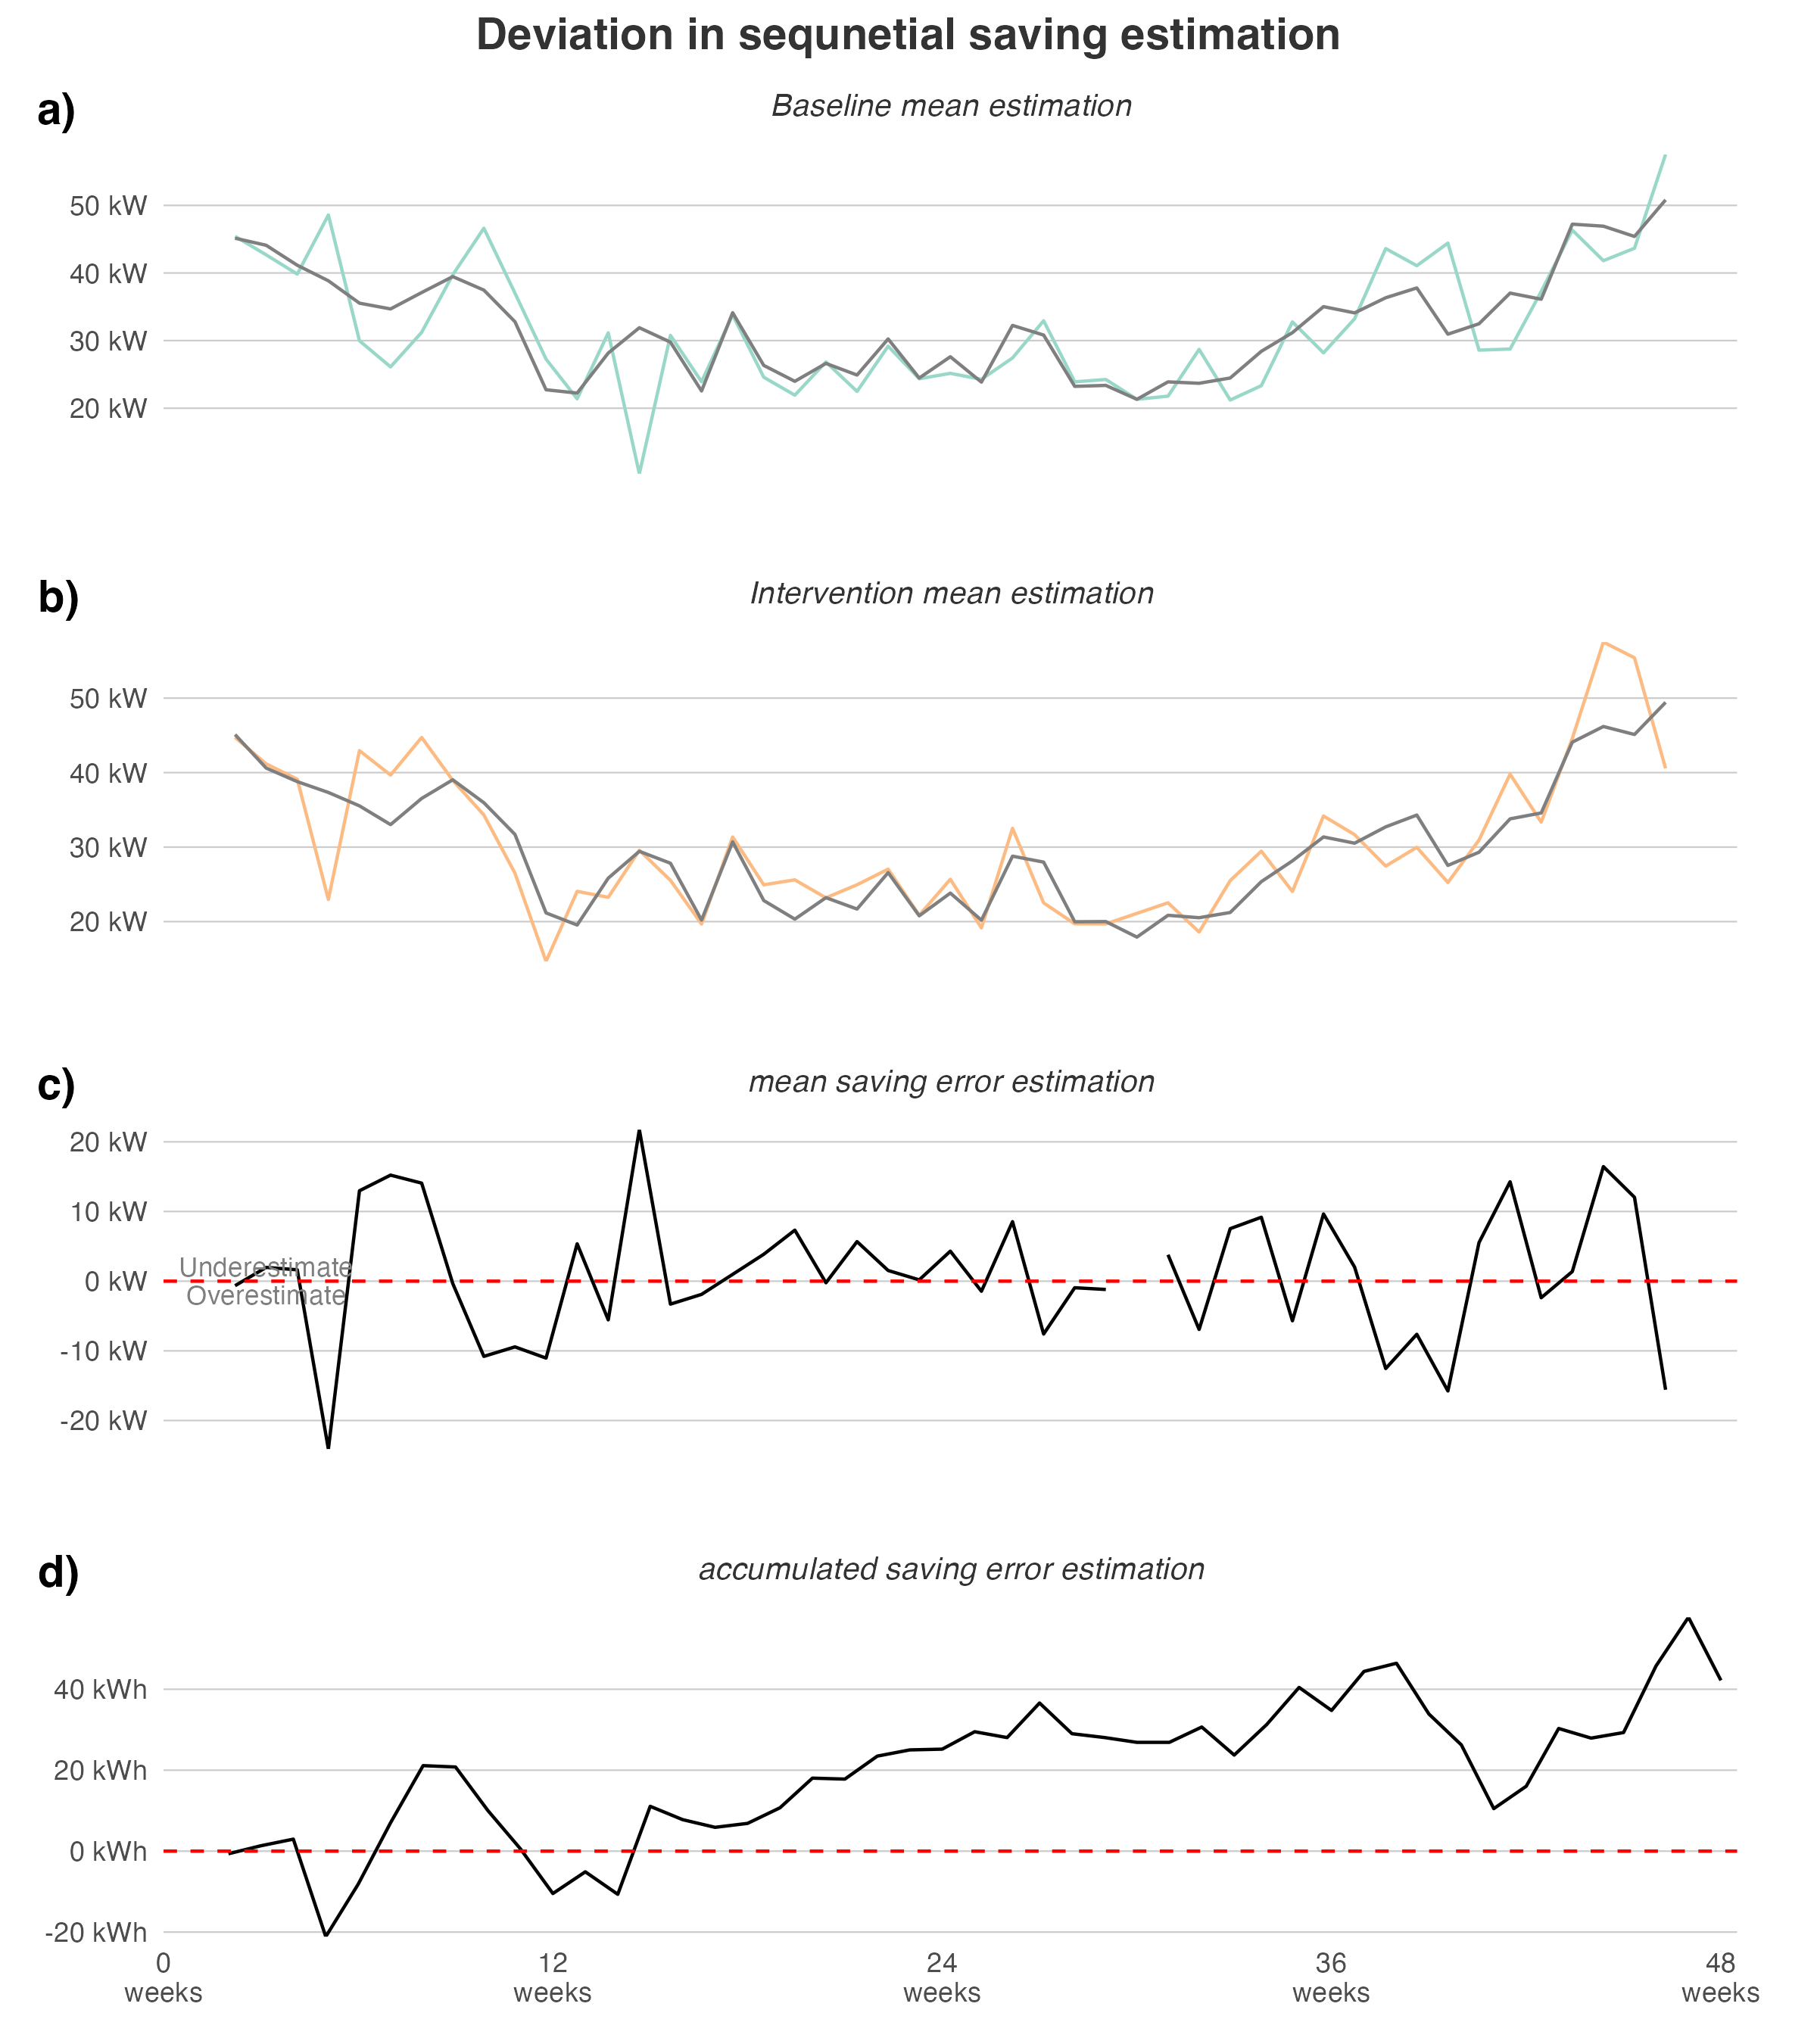 Deviation in sequnetial saving estimation
a)
Baseline mean estimation
50 kW
40 kW
30 kW
20 kW
b)
Intervention mean estimation
50 kW
40 kW
30 kW
20 kW
c)
mean saving error estimation
20 kW
10 kW
Underestimate
0 kW
Overestimate
-10 kW
-20 kW
d)
accumulated saving error estimation
40 kWh
20 kWh
0 kWh
-20 kWh
0 12 24 36 48
weeks weeks weeks weeks weeks